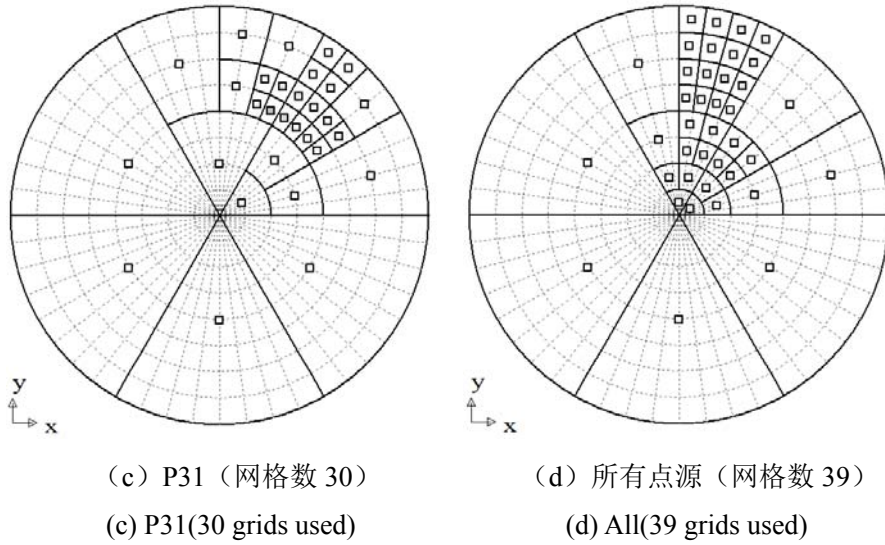 y
x
y
x
（c）P31（网格数 30）
（d）所有点源（网格数 39）
(c) P31(30 grids used)
(d) All(39 grids used)